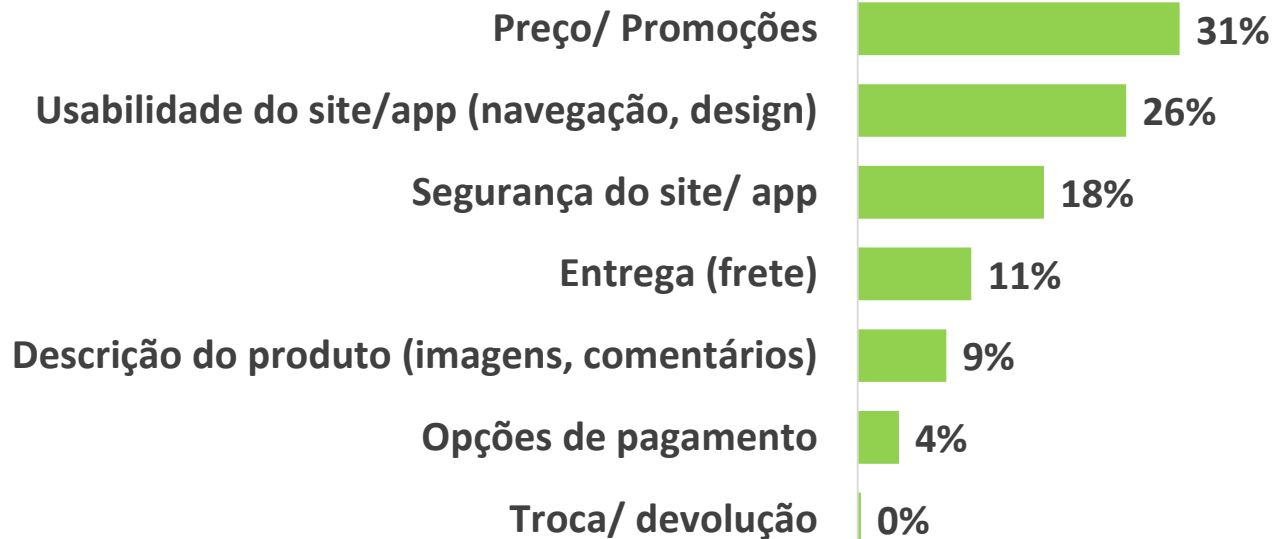 Preço/ Promoções 31%
Usabilidade do site/app (navegação, design) 26%
Segurança do site/ app 18%
Entrega (frete) 11%
Descrição do produto (imagens, comentários) 9%
Opções de pagamento 4%
Troca/ devolução 0%